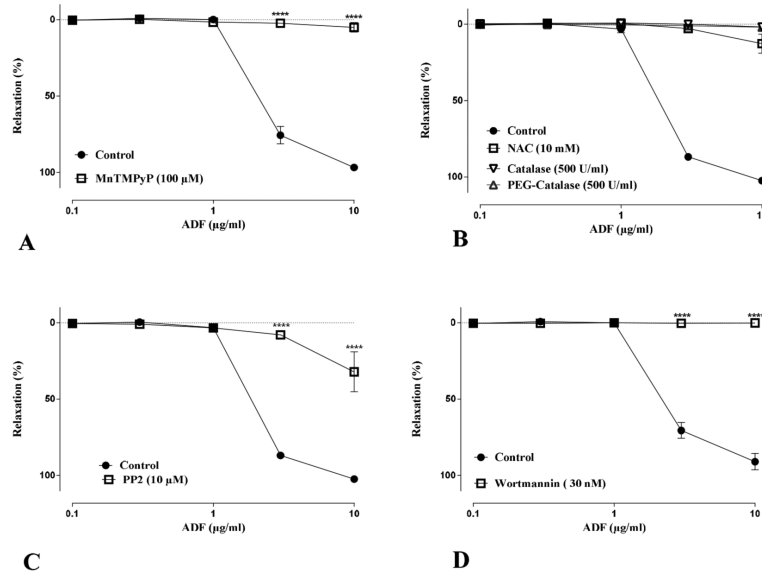 ****
****
0
50
100
Relaxation (%)
Control
MnTMPyP (100 µM)
0.1
1
10
ADF (µg/ml)
A
0
50
100
Relaxation (%)
Control
NAC (10 mM)
Catalase (500 U/ml)
PEG-Catalase (500 U/ml)
0.1
1
1
ADF (µg/ml)
B
****
****
0
50
100
Relaxation (%)
Control
PP2 (10 µM)
0.1
1
10
ADF (µg/ml)
C
****
****
0
50
100
Relaxation (%)
Control
Wortmannin ( 30 nM)
0.1
1
10
ADF (µg/ml)
D